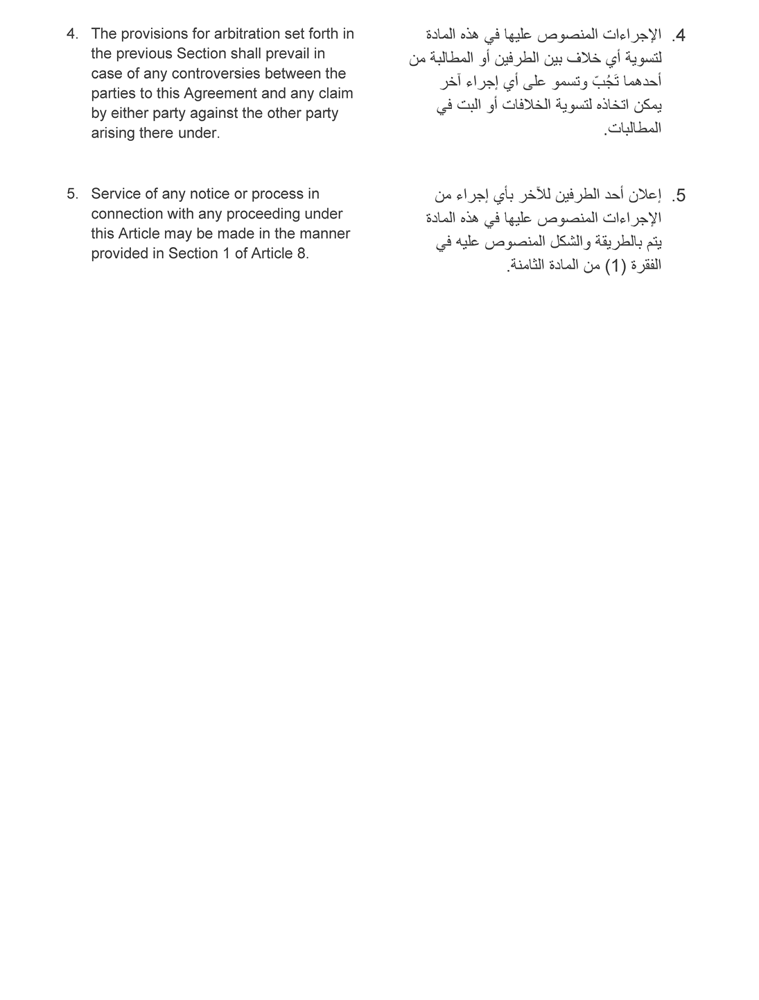 4. The provisions for arbitration set forth in
the previous Section shall prevail in
case of any controversies between the
parties to this Agreement and any claim
by either party against the other party
arising there under.
4. الإجراءات المنصوص عليها في هذه المادة
لتسوية أي خلاف بين الطرفين أو المطالبة من
أحدهما تَجُبّ وتسمو على أي إجراء آخر
يمكن اتخاذه لتسوية الخلافات أو البت في
المطالبات.
5. Service of any notice or process in
connection with any proceeding under
this Article may be made in the manner
provided in Section 1 of Article 8.
5. إعلان أحد الطرفين للآخر بأي إجراء من
الإجراءات المنصوص عليها في هذه المادة
يتم بالطريقة والشكل المنصوص عليه في
الفقرة (1) من المادة الثامنة.